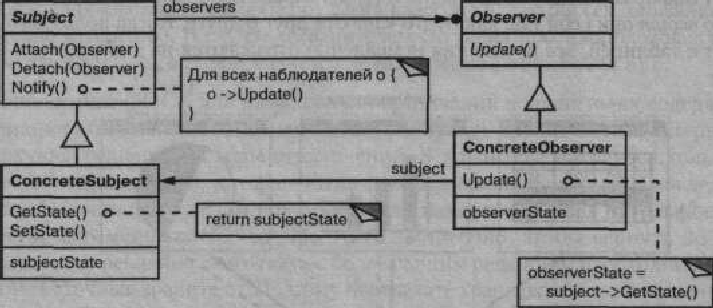 Subject
observers
Observer
Attach(Observer)
Detach(Observer)
Notify()
Update()
Для всех наблюдателей o {
o ->Update()
}
ConcreteSubject
subject
ConcreteObserver
GetState()
SetState()
return subjectState
Update()
observerState
subjectState
observerState =
subject->GetState()